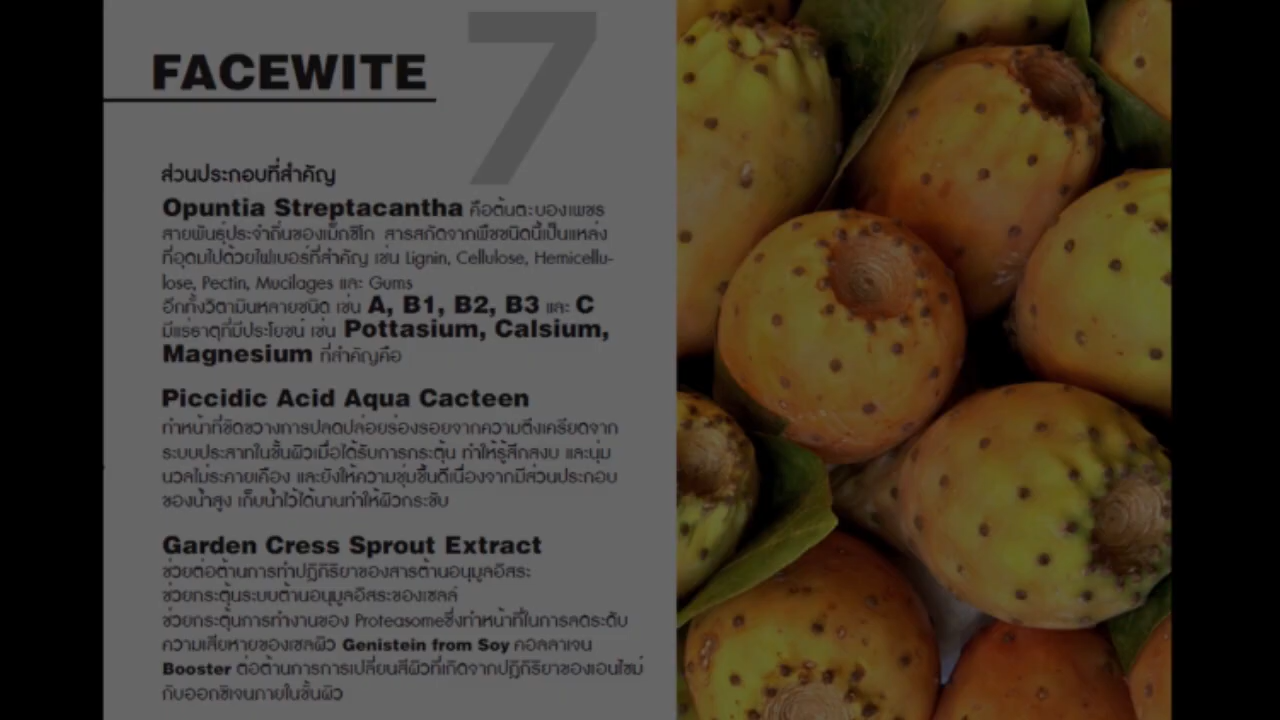 7
FACEWITE
ส่วนประกอบที่สำคัญ
Opuntia Streptacantha คือต้นตะบองเพชร
สายพันธุ์ประจำถิ่นของเม็กซิโก สารสกัดจากพืชชนิดนี้เป็นแหล่ง
ที่อุดมไปด้วยไฟเบอร์ที่สำคัญ เช่น Lignin, Cellulose, Hemicellu-
lose, Pectin, Mucilages และ Gums
อีกทั้งวิตามินหลายชนิด เช่น A, B1, B2, B3 และ C
มีแร่ธาตุที่มีประโยชน์ เช่น Pottasium, Calsium,
Magnesium ที่สำคัญคือ
Piccidic Acid Aqua Cacteen
ทำหน้าที่ขัดขวางการปลดปล่อยร่องรอยจากความตึงเครียดจาก
ระบบประสาทในชั้นผิวเมื่อได้รับการกระตุ้น ทำให้รู้สึกสงบ และนุ่ม
นวลไม่ระคายเคือง และยังให้ความชุ่มชื้นดีเนื่องจากมีส่วนประกอบ
ของน้ำสูง เก็บน้ำไว้ได้นานทำให้ผิวกระชับ
Garden Cress Sprout Extract
ช่วยต่อต้านการทำปฏิกิริยาของสารต้านอนุมูลอิสระ
ช่วยกระตุ้นระบบต้านอนุมูลอิสระของเซลล์
ช่วยกระตุ้นการทำงานของ Proteasomeซึ่งทำหน้าที่ในการลดระดับ
ความเสียหายของเซลผิว Genistein from Soy คอลลาเจน
Booster ต่อต้านการการเปลี่ยนสีผิวที่เกิดจากปฏิกิริยาของเอนไซม์
กับออกซิเจนภายในชั้นผิว